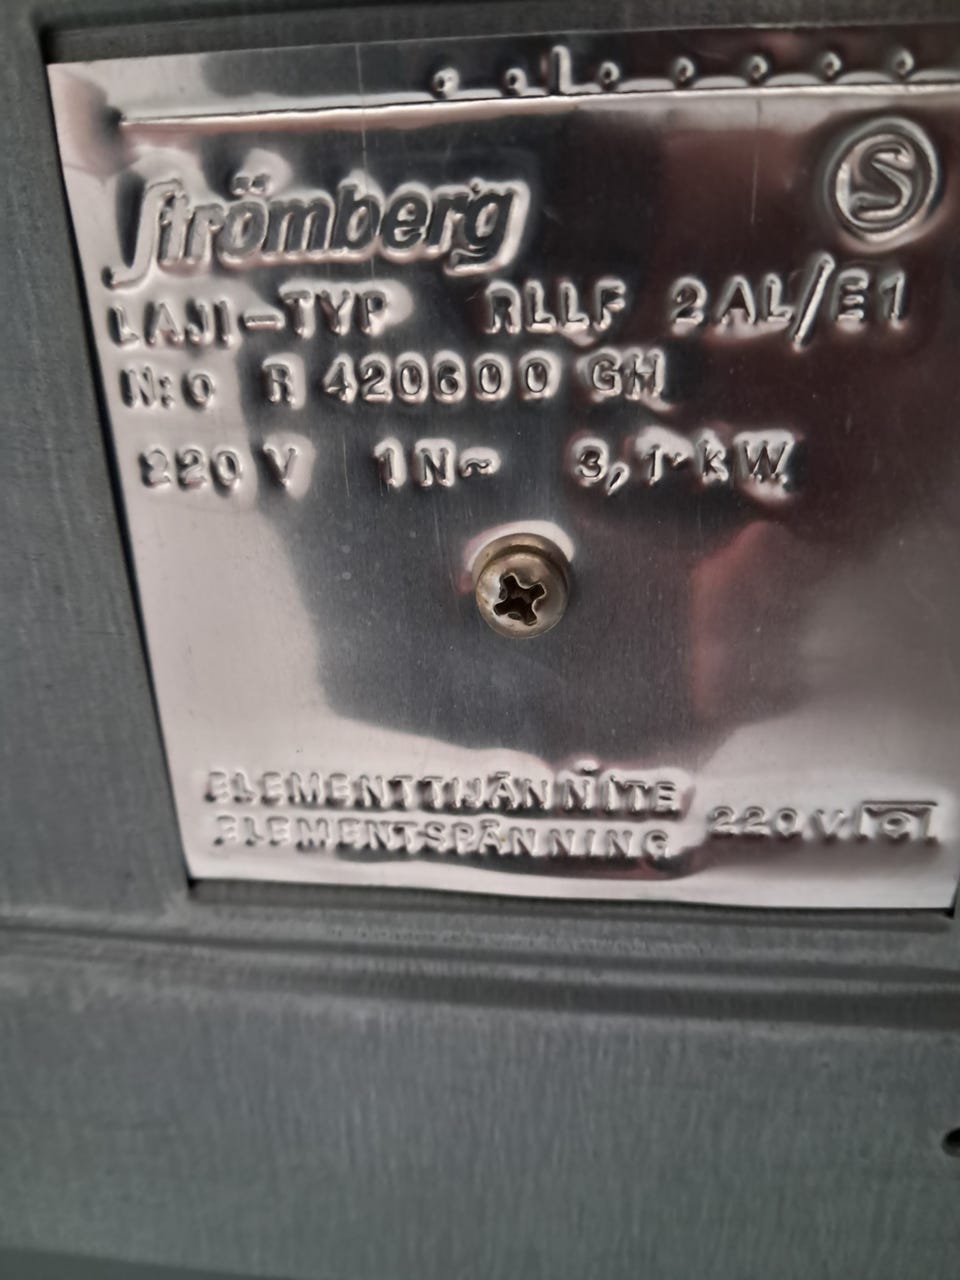 L
Strömberg
S
LAJI-TYP RLLF 2AL/E1
N:O R 420600 GH
220 V 1N~ 3,1 kW
ELEMENTTIJÄNNITE
ELEMENTSPÄNNING
220 V